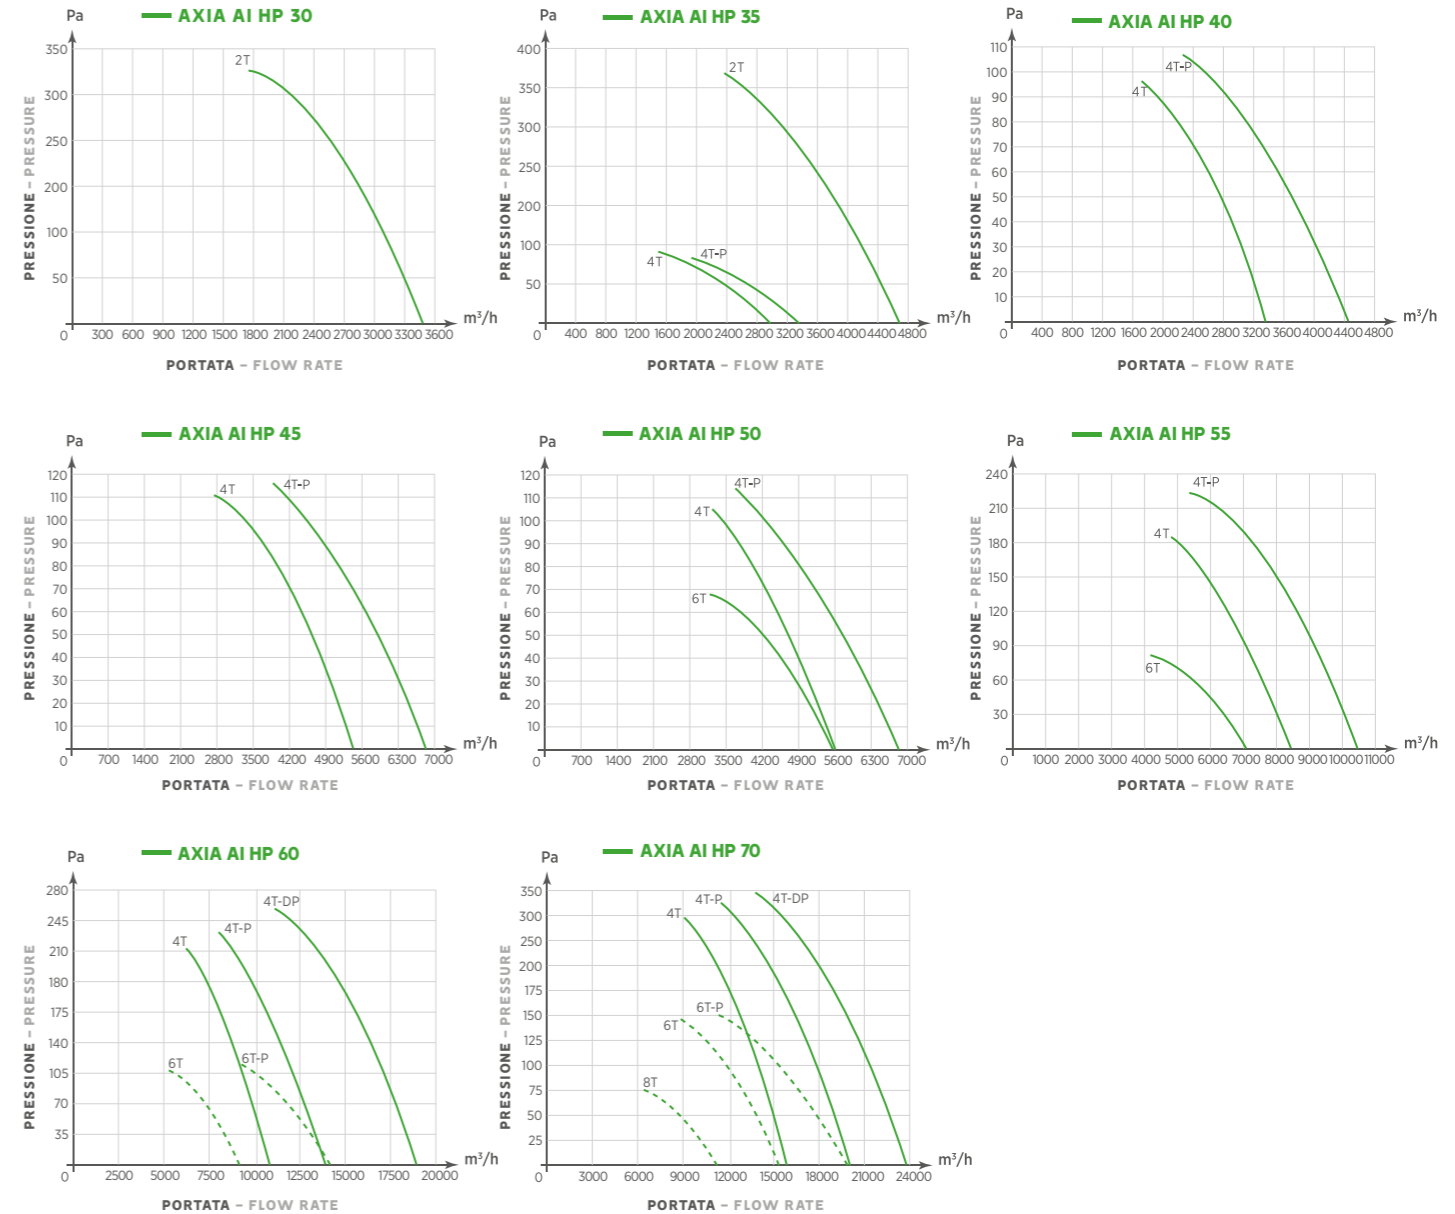 Pa
AXIA AI HP 30
350
300
250
200
100
50
0
2T
300 600 900 1200 1500 1800 2100 2400 2700 3000 3300 3600
m³/h
PRESSIONE – PRESSURE
PORTATA – FLOW RATE
Pa
AXIA AI HP 35
400
350
300
250
200
100
50
0
2T
4T
4T-P
400 800 1200 1600 2000 2400 2800 3200 3600 4000 4400 4800
m³/h
PRESSIONE – PRESSURE
PORTATA – FLOW RATE
Pa
AXIA AI HP 40
110
100
90
80
70
60
50
40
30
20
10
0
4T-P
4T
400 800 1200 1600 2000 2400 2800 3200 3600 4000 4400 4800
m³/h
PRESSIONE – PRESSURE
PORTATA – FLOW RATE
Pa
AXIA AI HP 45
120
110
100
90
80
70
60
50
40
30
20
10
0
4T
4T-P
700 1400 2100 2800 3500 4200 4900 5600 6300 7000
m³/h
PRESSIONE – PRESSURE
PORTATA – FLOW RATE
Pa
AXIA AI HP 50
120
110
100
90
80
70
60
50
40
30
20
10
0
4T-P
4T
6T
700 1400 2100 2800 3500 4200 4900 5600 6300 7000
m³/h
PRESSIONE – PRESSURE
PORTATA – FLOW RATE
Pa
AXIA AI HP 55
240
210
180
150
120
90
60
30
0
4T-P
4T
6T
1000 2000 3000 4000 5000 6000 7000 8000 9000 10000 11000
m³/h
PRESSIONE – PRESSURE
PORTATA – FLOW RATE
Pa
AXIA AI HP 60
280
245
210
180
175
140
105
70
35
0
4T-DP
4T-P
4T
6T
6T-P
2500 5000 7500 10000 12500 15000 17500 20000
m³/h
PRESSIONE – PRESSURE
PORTATA – FLOW RATE
Pa
AXIA AI HP 70
350
300
250
200
175
150
125
100
75
50
25
0
4T
4T-P
4T-DP
6T
6T-P
8T
3000 6000 9000 12000 15000 18000 21000 24000
m³/h
PRESSIONE – PRESSURE
PORTATA – FLOW RATE